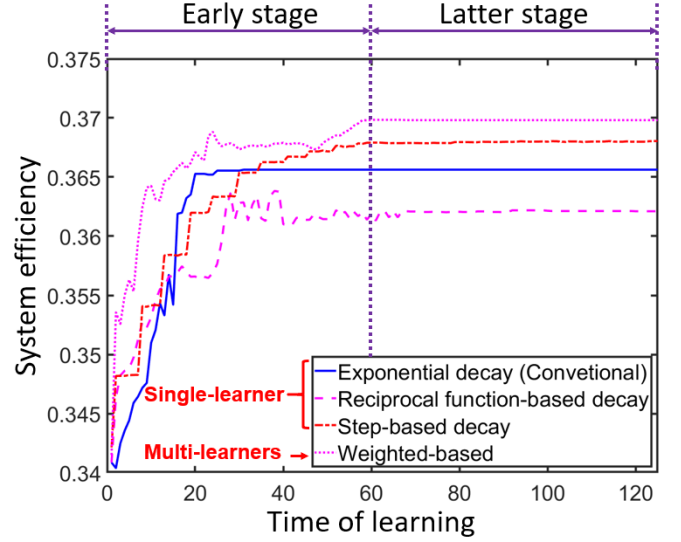 Early stage
Latter stage
0.375
0.37
0.365
0.36
0.355
0.35
0.345
0.34
System efficiency
Exponential decay (Convetional)
Single-learner
Reciprocal function-based decay
Step-based decay
Multi-learners
Weighted-based
0
20
40
60
80
100
120
Time of learning